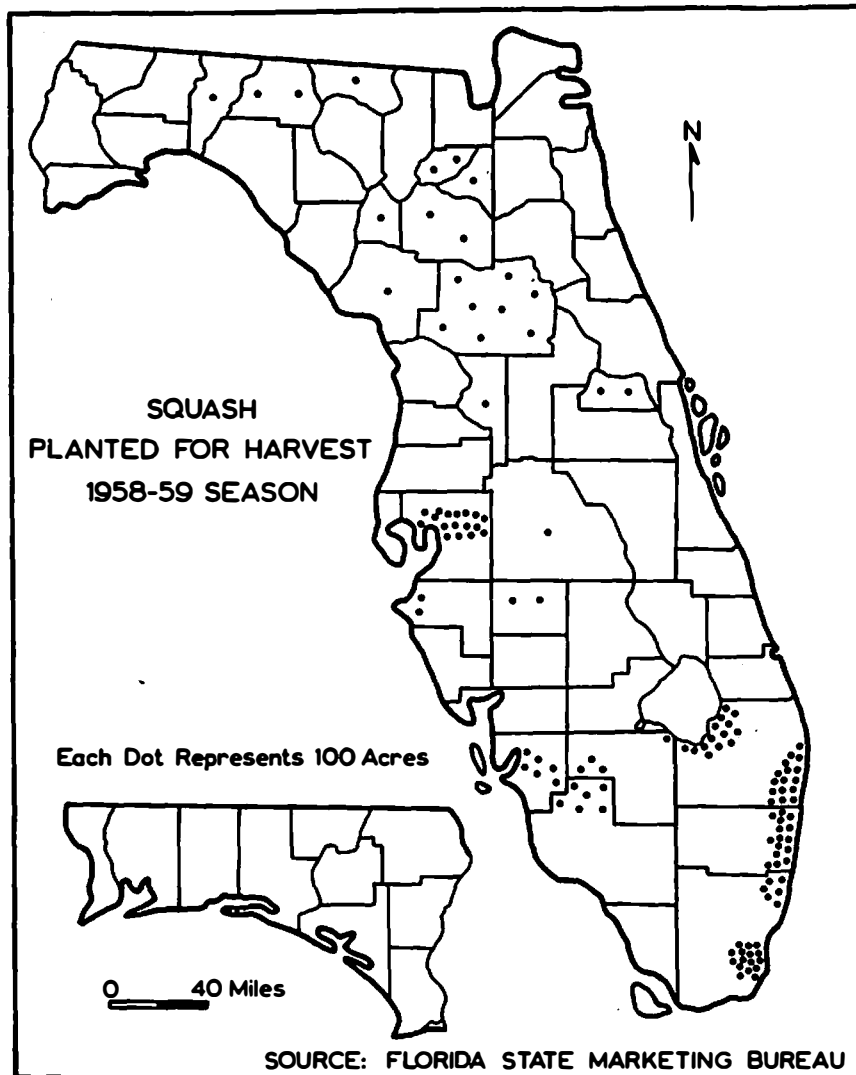 N
SQUASH
PLANTED FOR HARVEST
1958-59 SEASON
Each Dot Represents 100 Acres
0 40 Miles
SOURCE: FLORIDA STATE MARKETING BUREAU